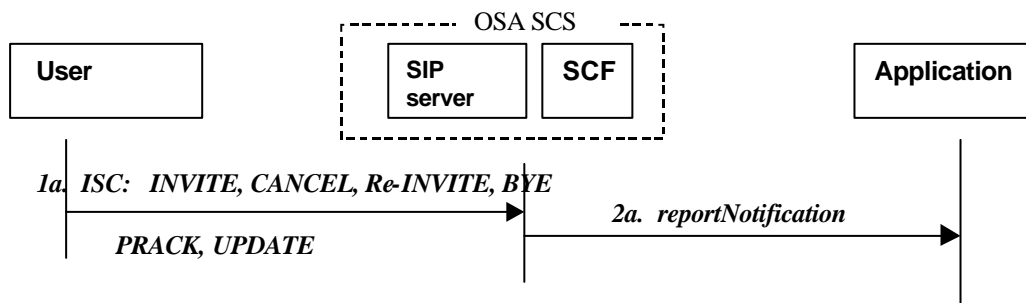 OSA SCS
User
SIP
server
SCF
Application
1a. ISC: INVITE, CANCEL, Re-INVITE, BYE
2a. reportNotification
PRACK, UPDATE